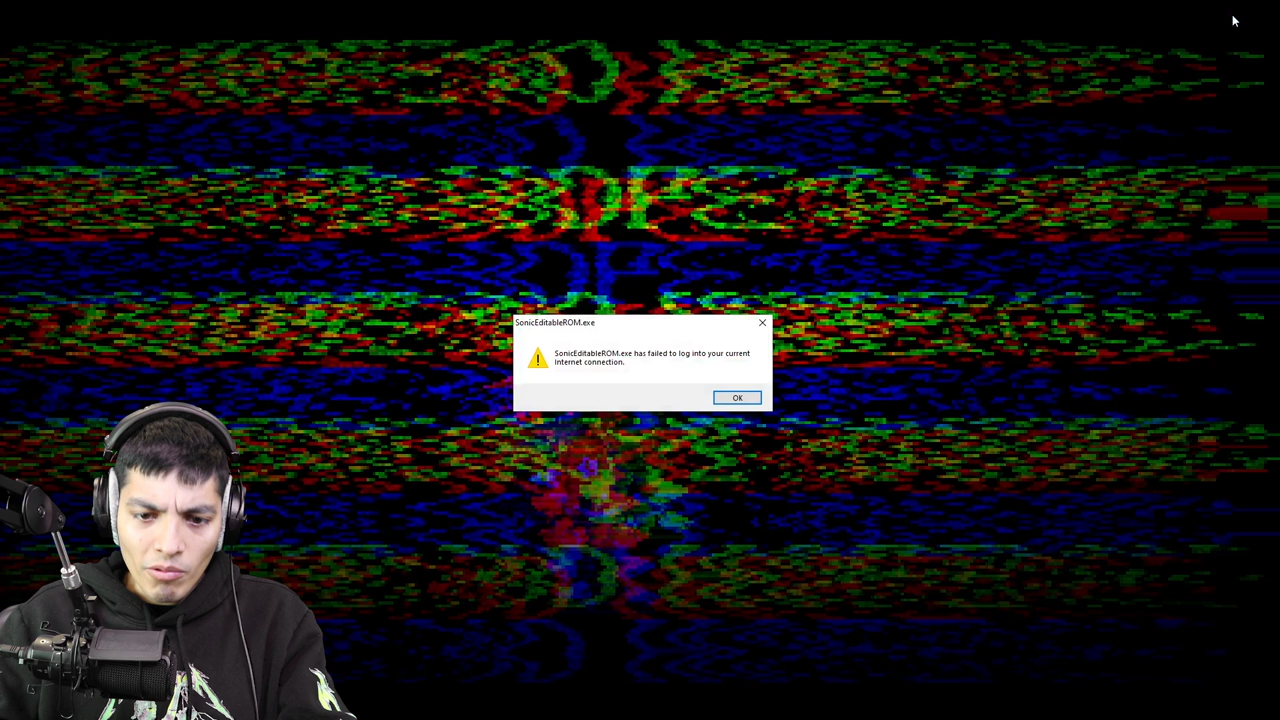 SonicEditableROM.exe
SonicEditableROM.exe has failed to log into your current
Internet connection.
OK